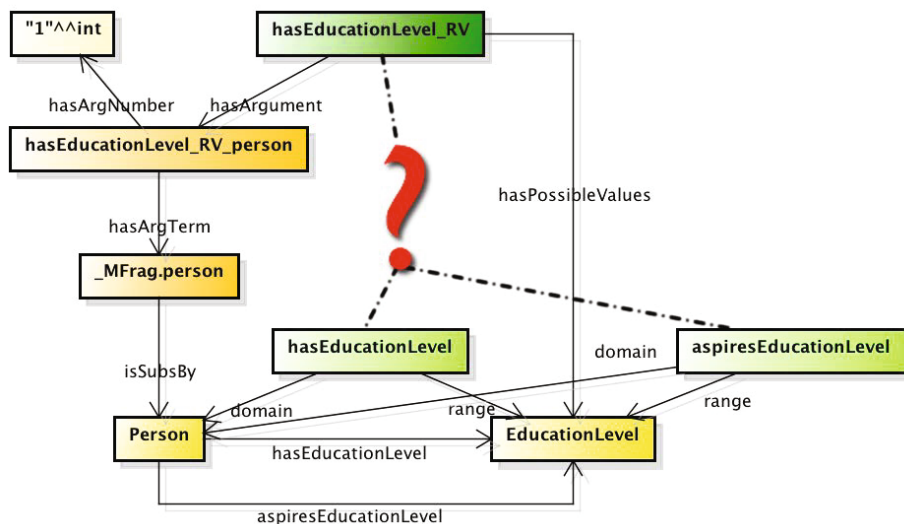 "1"^^int
hasEducationLevel_RV
hasArgNumber
hasArgument
hasEducationLevel_RV_person
?
hasPossibleValues
hasArgTerm
_MFrag.person
hasEducationLevel
aspiresEducationLevel
domain
isSubsBy
domain
range
range
Person
EducationLevel
hasEducationLevel
aspiresEducationLevel